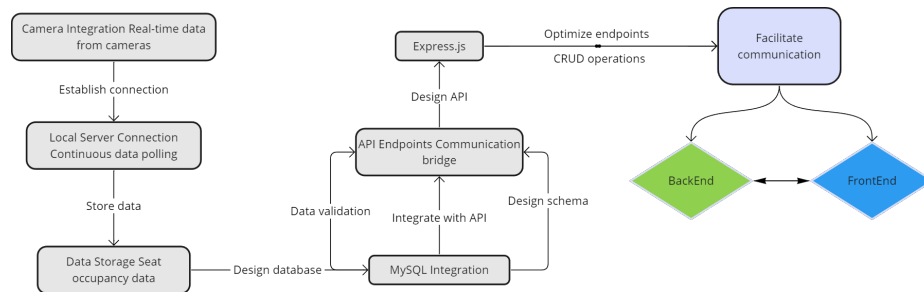 Camera Integration Real-time data
from cameras
Establish connection
Local Server Connection
Continuous data polling
Store data
Data Storage Seat
occupancy data
Design database
MySQL Integration
Data validation
Integrate with API
Design schema
API Endpoints Communication
bridge
Design API
Express.js
Optimize endpoints
CRUD operations
Facilitate
communication
BackEnd
FrontEnd